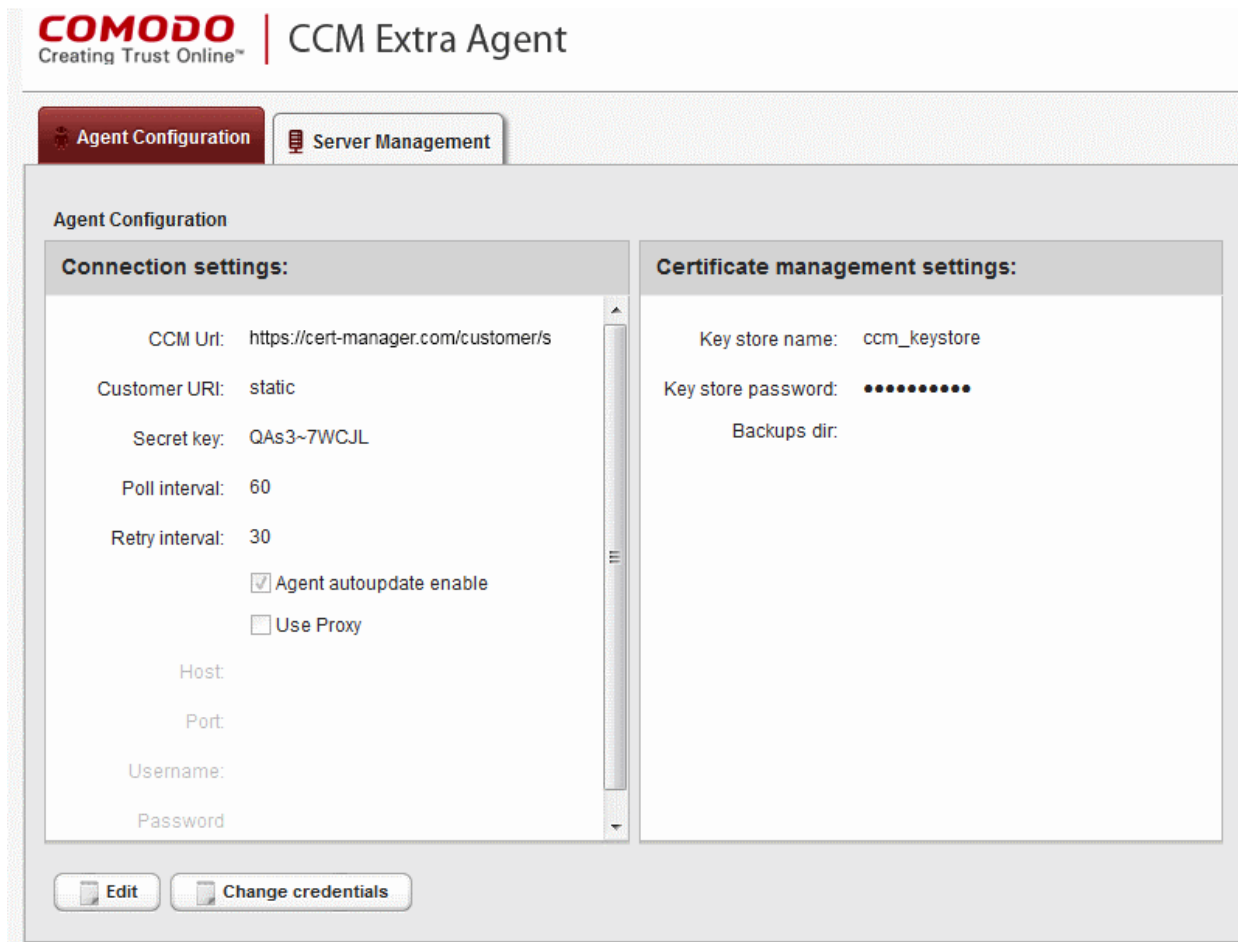 COMODO
Creating Trust Online™
CCM Extra Agent
Agent Configuration
Server Management
Agent Configuration
Connection settings:
CCM Url: https://cert-manager.com/customer/s
Customer URI: static
Secret key: QAs3~7WCJL
Poll interval: 60
Retry interval: 30
Agent autoupdate enable
Use Proxy
Host:
Port:
Username:
Password
Certificate management settings:
Key store name: ccm_keystore
Key store password: ••••••••••
Backups dir:
Edit
Change credentials